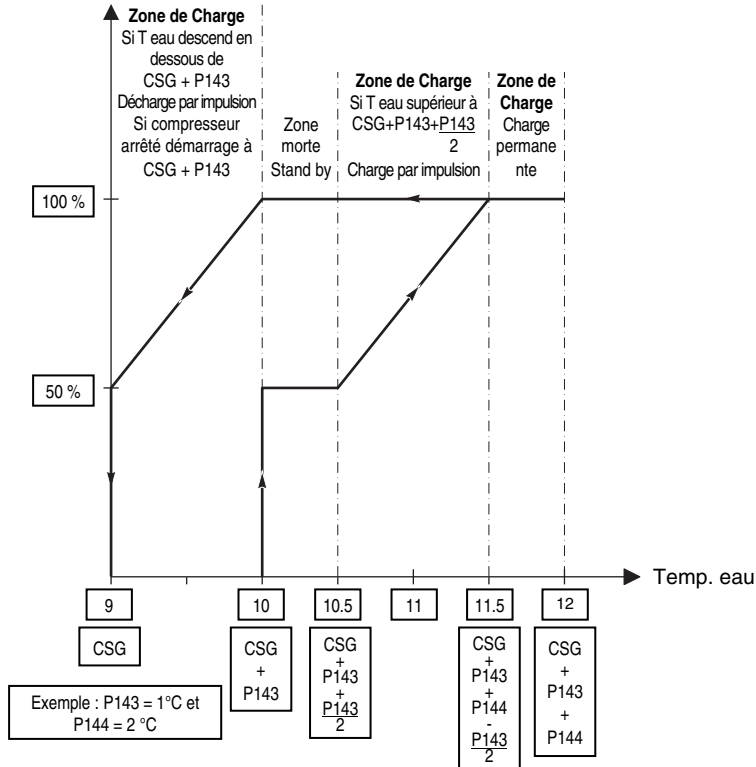 Zone de Charge
Si T eau descend en
dessous de
CSG + P143
Décharge par impulsion
Si compresseur
arrêté démarrage à
CSG + P143
Zone
morte
Stand by
Zone de Charge
Si T eau supérieur à
CSG+P143+P143
2
Charge par impulsion
Zone de
Charge
Charge
permane
nte
100 %
50 %
Temp. eau
9
10
10.5
11
11.5
12
CSG
CSG
+
P143
CSG
+
P143
+
P143
2
CSG
+
P143
+
P144
-
P143
2
CSG
+
P143
+
P144
Exemple : P143 = 1°C et
P144 = 2 °C